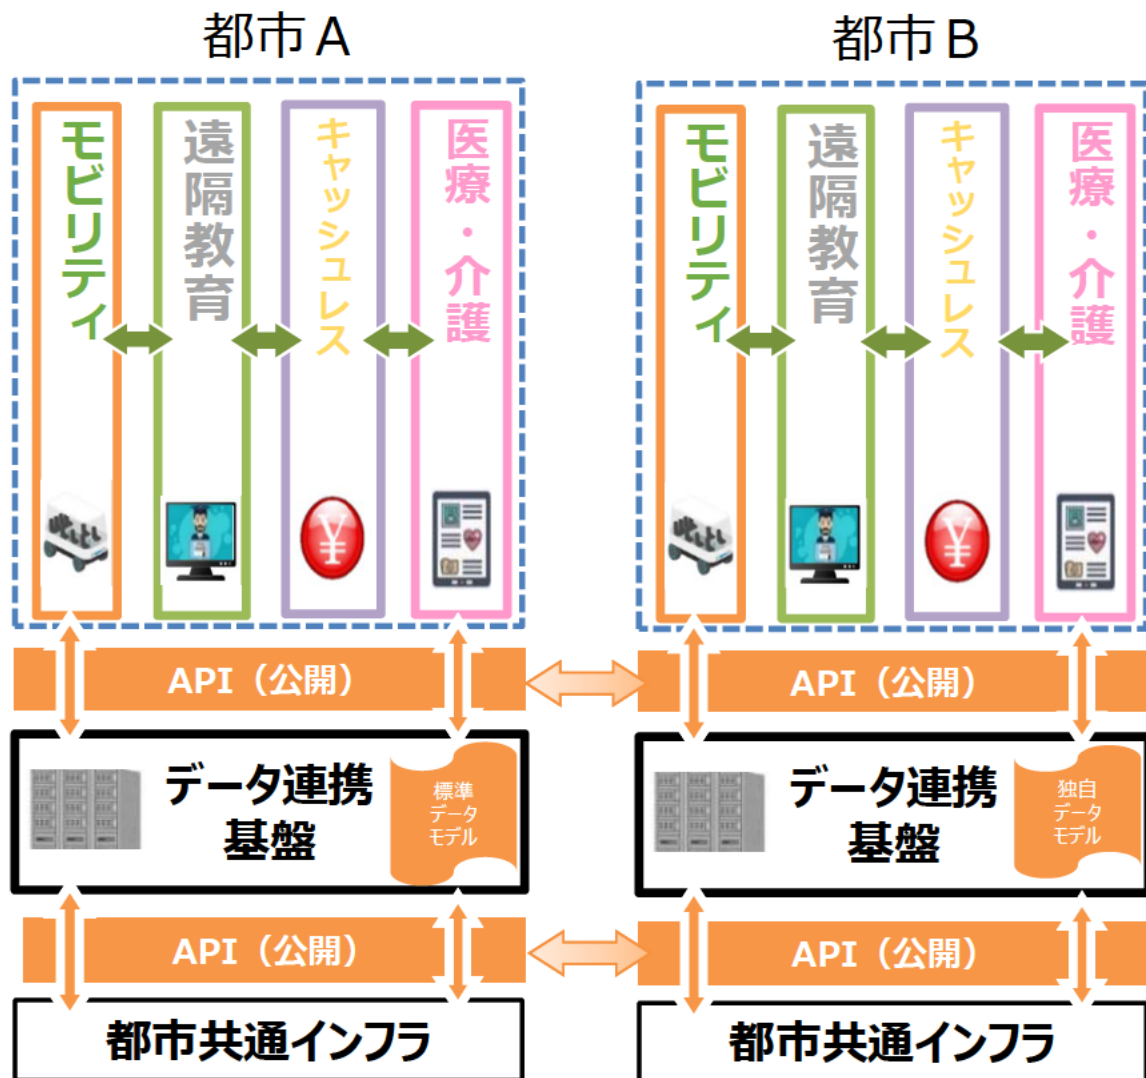 都市A
モビリティ
遠隔教育
キャッシュレス
¥
医療・介護
API（公開）
データ連携
基盤
標準
データ
モデル
API（公開）
都市共通インフラ
都市B
モビリティ
遠隔教育
キャッシュレス
¥
医療・介護
API（公開）
データ連携
基盤
独自
データ
モデル
API（公開）
都市共通インフラ